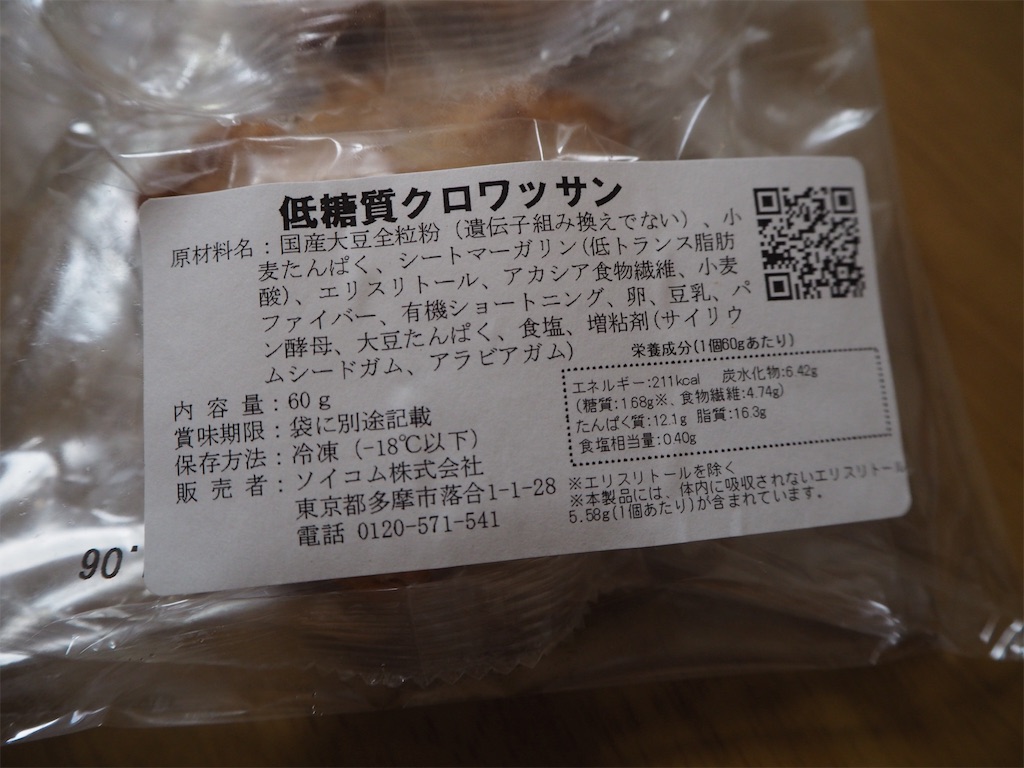 低糖質クロワッサン
原材料名：国産大豆全粒粉（遺伝子組み換えでない）、小
麦たんぱく、シートマーガリン(低トランス脂肪
酸)、エリスリトール、アカシア食物繊維、小麦
ファイバー、有機ショートニング、卵、豆乳、パ
ン酵母、大豆たんぱく、食塩、増粘剤(サイリウ
ムシードガム、アラビアガム)
栄養成分(1個60gあたり)
エネルギー:211kcal 炭水化物:6.42g
(糖質:1.68g※、食物繊維:4.74g)
たんぱく質:12.1g 脂質:16.3g
食塩相当量:0.40g
※エリスリトールを除く
※本製品には、体内に吸収されないエリスリトール
5.58g(1個あたり)が含まれています。
内容量：60ｇ
賞味期限：袋に別途記載
保存方法：冷凍（-18℃以下）
販売者：ソイコム株式会社
東京都多摩市落合1-1-28
電話 0120-571-541
90.